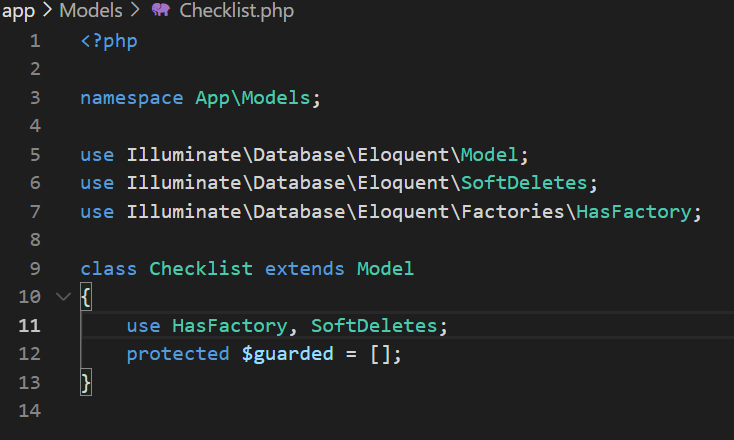 app > Models > Checklist.php
1 <?php
2
3 namespace App\Models;
4
5 use Illuminate\Database\Eloquent\Model;
6 use Illuminate\Database\Eloquent\SoftDeletes;
7 use Illuminate\Database\Eloquent\Factories\HasFactory;
8
9 class Checklist extends Model
10 {
11 use HasFactory, SoftDeletes;
12 protected $guarded = [];
13 }
14